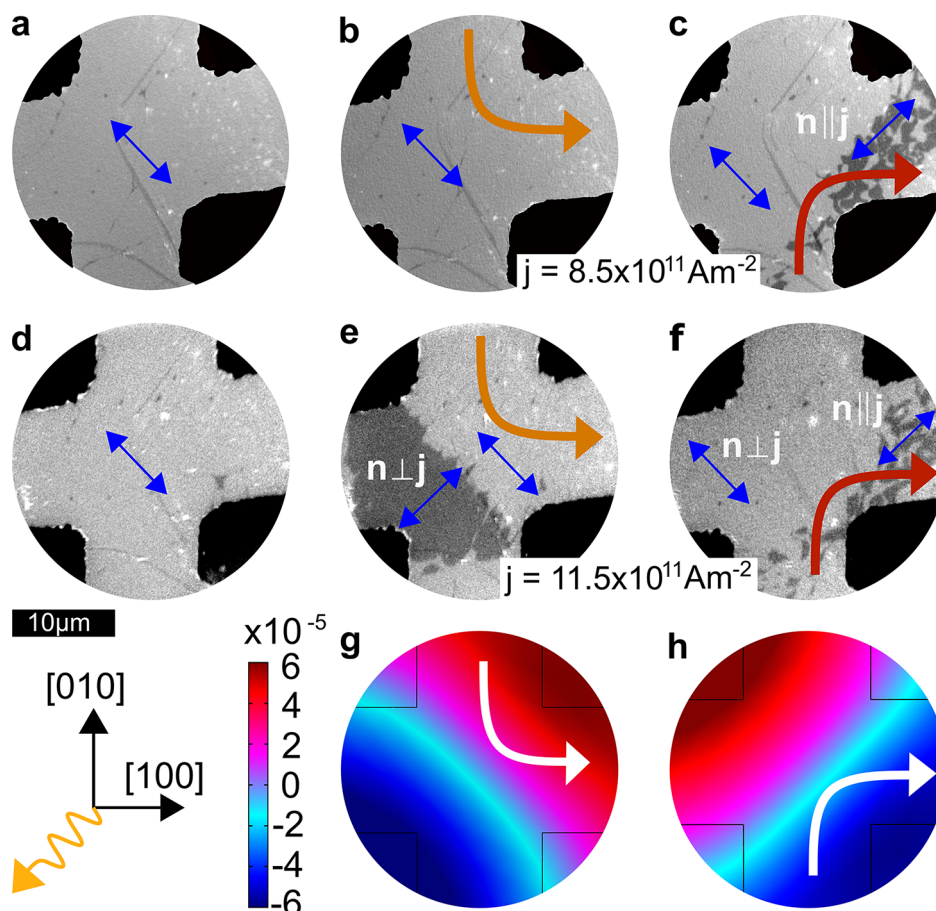 a
b
c
n∥j
j = 8.5x10¹¹Am⁻²
d
e
f
n⊥j
n⊥j
n∥j
j = 11.5x10¹¹Am⁻²
10µm
x10⁻⁵
g
h
[010]
[100]
6
4
2
0
-2
-4
-6